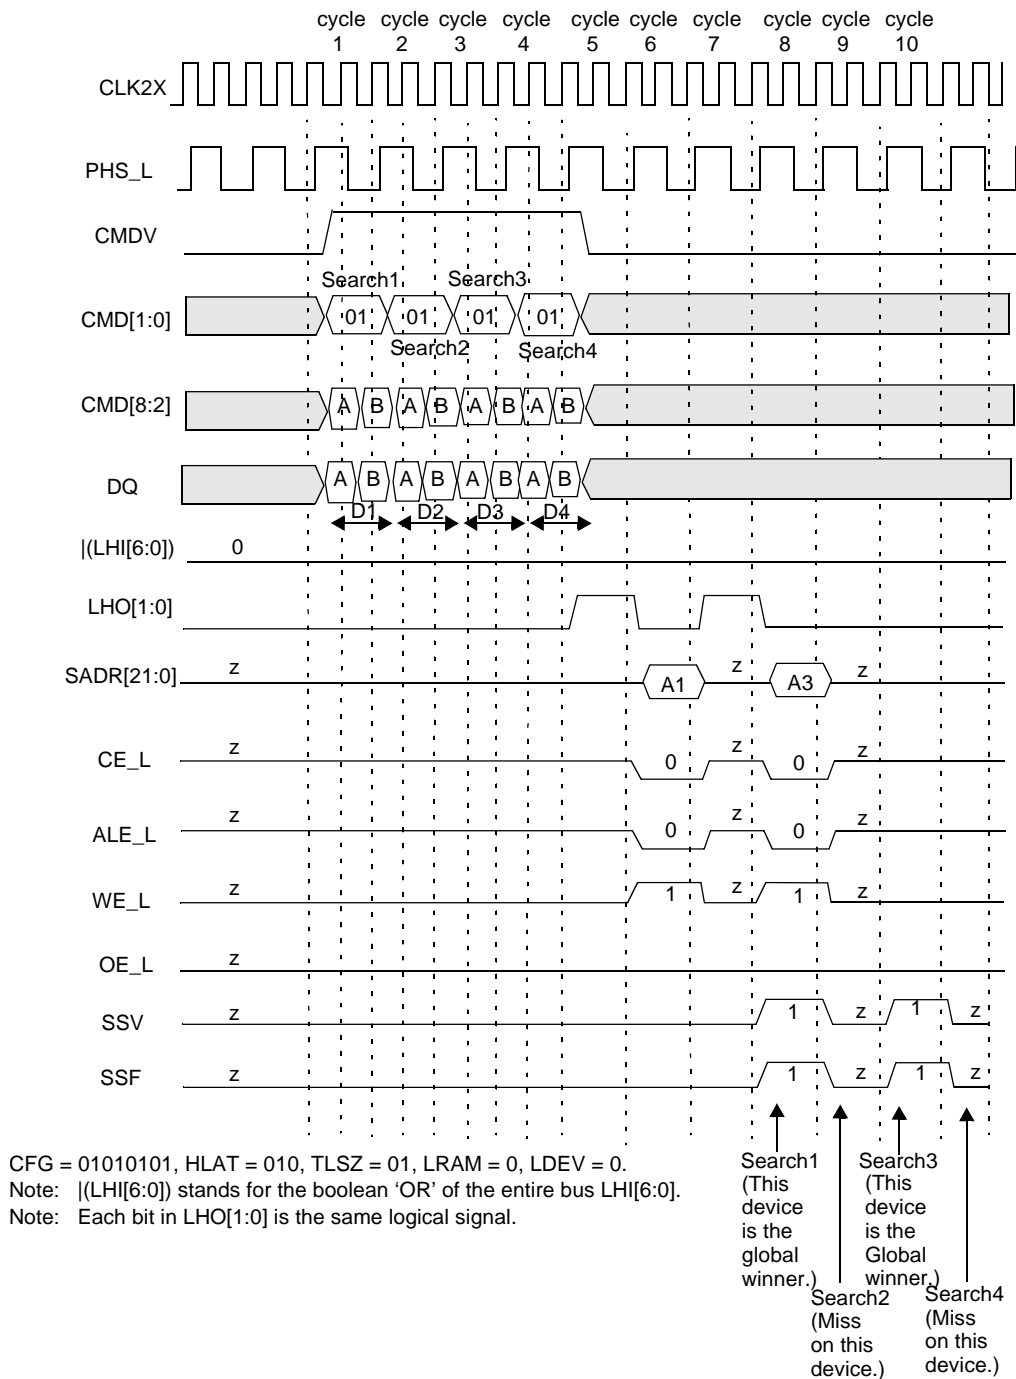 cycle cycle cycle cycle cycle cycle cycle cycle cycle cycle
1 2 3 4 5 6 7 8 9 10
CLK2X
PHS_L
CMDV
Search1 Search3
CMD[1:0] 01 01 01 01
Search2 Search4
CMD[8:2] A B A B A B A B
DQ A B A B A B A B
D1 D2 D3 D4
|(LHI[6:0]) 0
LHO[1:0]
SADR[21:0] z A1 z A3 z
CE_L z 0 z 0 z
ALE_L z 0 z 0 z
WE_L z 1 z 1 z
OE_L z
SSV z 1 z 1 z
SSF z 1 z 1 z
CFG = 01010101, HLAT = 010, TLSZ = 01, LRAM = 0, LDEV = 0.
Note: |(LHI[6:0]) stands for the boolean ‘OR’ of the entire bus LHI[6:0].
Note: Each bit in LHO[1:0] is the same logical signal.
Search1
(This
device
is the
global
winner.)
Search2
(Miss
on this
device.)
Search3
(This
device
is the
Global
winner.)
Search4
(Miss
on this
device.)